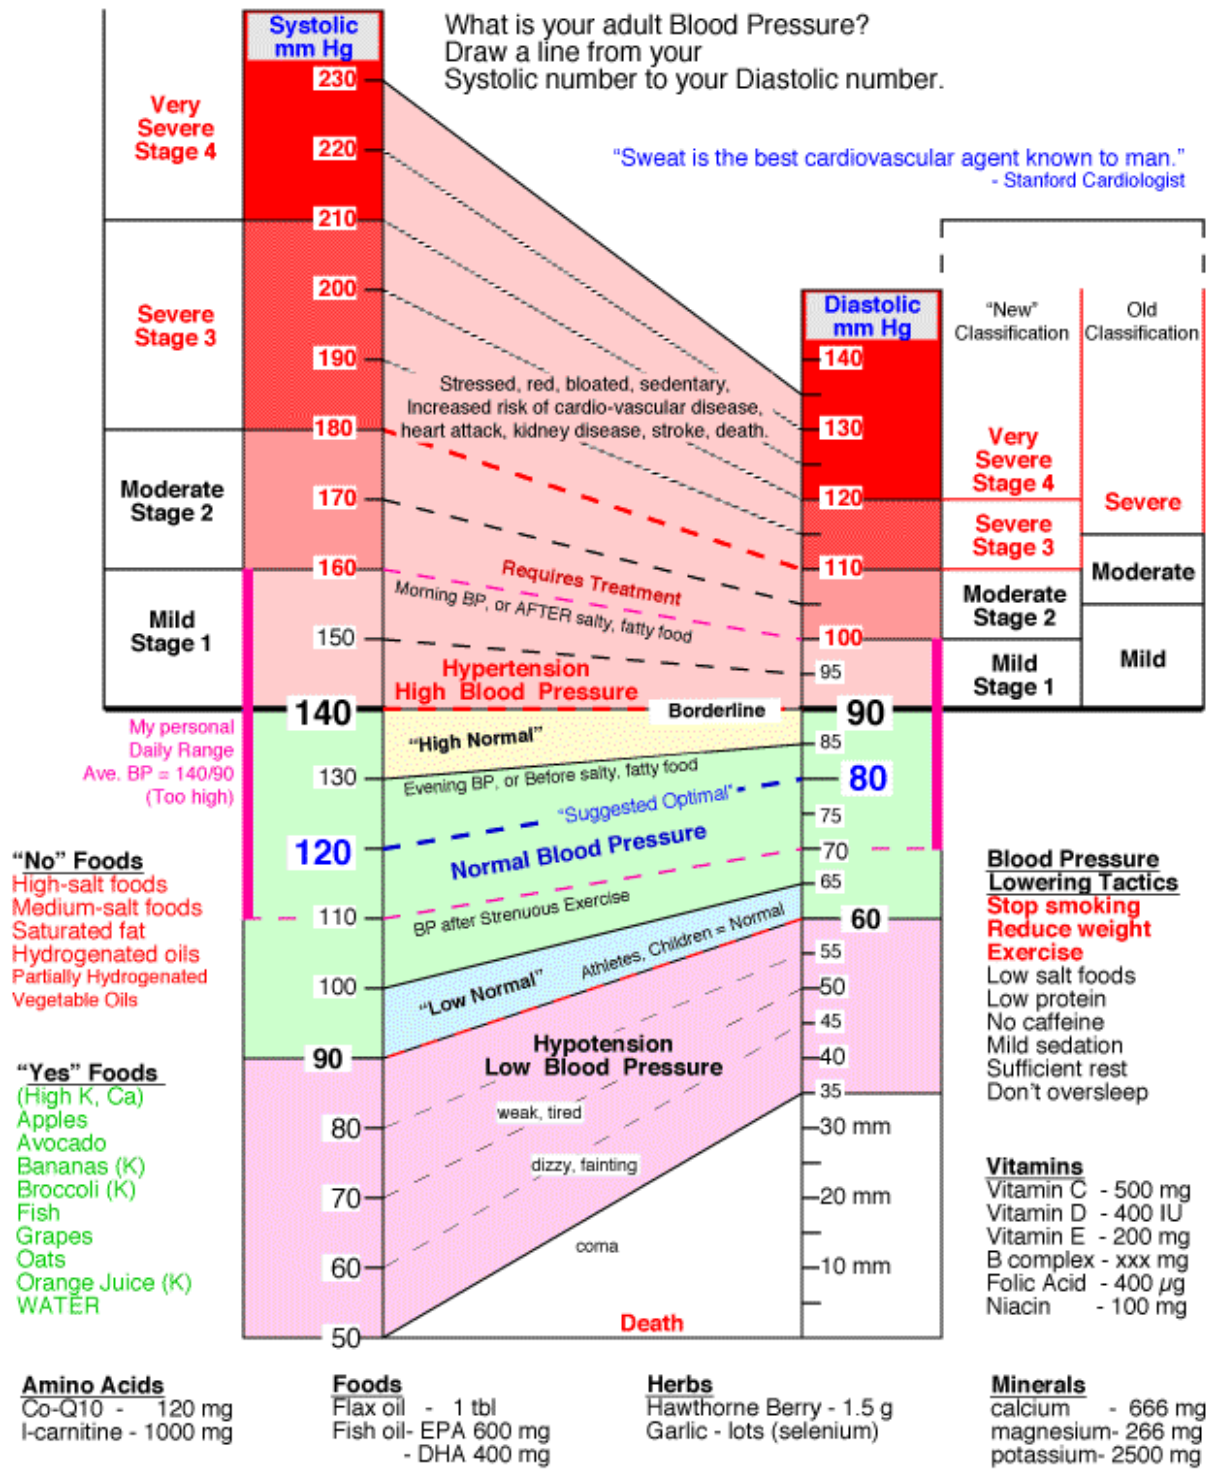 Systolic
mm Hg
What is your adult Blood Pressure?
Draw a line from your
Systolic number to your Diastolic number.
“Sweat is the best cardiovascular agent known to man.”
- Stanford Cardiologist
Very
Severe
Stage 4
Severe
Stage 3
Moderate
Stage 2
Mild
Stage 1
230
220
210
200
190
180
170
160
150
140
130
120
110
100
90
80
70
60
50
My personal
Daily Range
Ave. BP = 140/90
(Too high)
Stressed, red, bloated, sedentary,
Increased risk of cardio-vascular disease,
heart attack, kidney disease, stroke, death.
Requires Treatment
Morning BP, or AFTER salty, fatty food
Hypertension
High Blood Pressure
Borderline
“High Normal”
Evening BP, or Before salty, fatty food
“Suggested Optimal”
Normal Blood Pressure
BP after Strenuous Exercise
Athletes, Children = Normal
“Low Normal”
Hypotension
Low Blood Pressure
weak, tired
dizzy, fainting
coma
Death
Diastolic
mm Hg
140
130
120
110
100
95
90
85
80
75
70
65
60
55
50
45
40
35
30 mm
20 mm
10 mm
“New”
Classification
Old
Classification
Very
Severe
Stage 4
Severe
Stage 3
Moderate
Stage 2
Mild
Stage 1
Severe
Moderate
Mild
“No” Foods
High-salt foods
Medium-salt foods
Saturated fat
Hydrogenated oils
Partially Hydrogenated
Vegetable Oils
“Yes” Foods
(High K, Ca)
Apples
Avocado
Bananas (K)
Broccoli (K)
Fish
Grapes
Oats
Orange Juice (K)
WATER
Blood Pressure
Lowering Tactics
Stop smoking
Reduce weight
Exercise
Low salt foods
Low protein
No caffeine
Mild sedation
Sufficient rest
Don’t oversleep
Vitamins
Vitamin C - 500 mg
Vitamin D - 400 IU
Vitamin E - 200 mg
B complex - xxx mg
Folic Acid - 400 µg
Niacin - 100 mg
Amino Acids
Co-Q10 - 120 mg
l-carnitine - 1000 mg
Foods
Flax oil - 1 tbl
Fish oil- EPA 600 mg
- DHA 400 mg
Herbs
Hawthorne Berry - 1.5 g
Garlic - lots (selenium)
Minerals
calcium - 666 mg
magnesium- 266 mg
potassium- 2500 mg